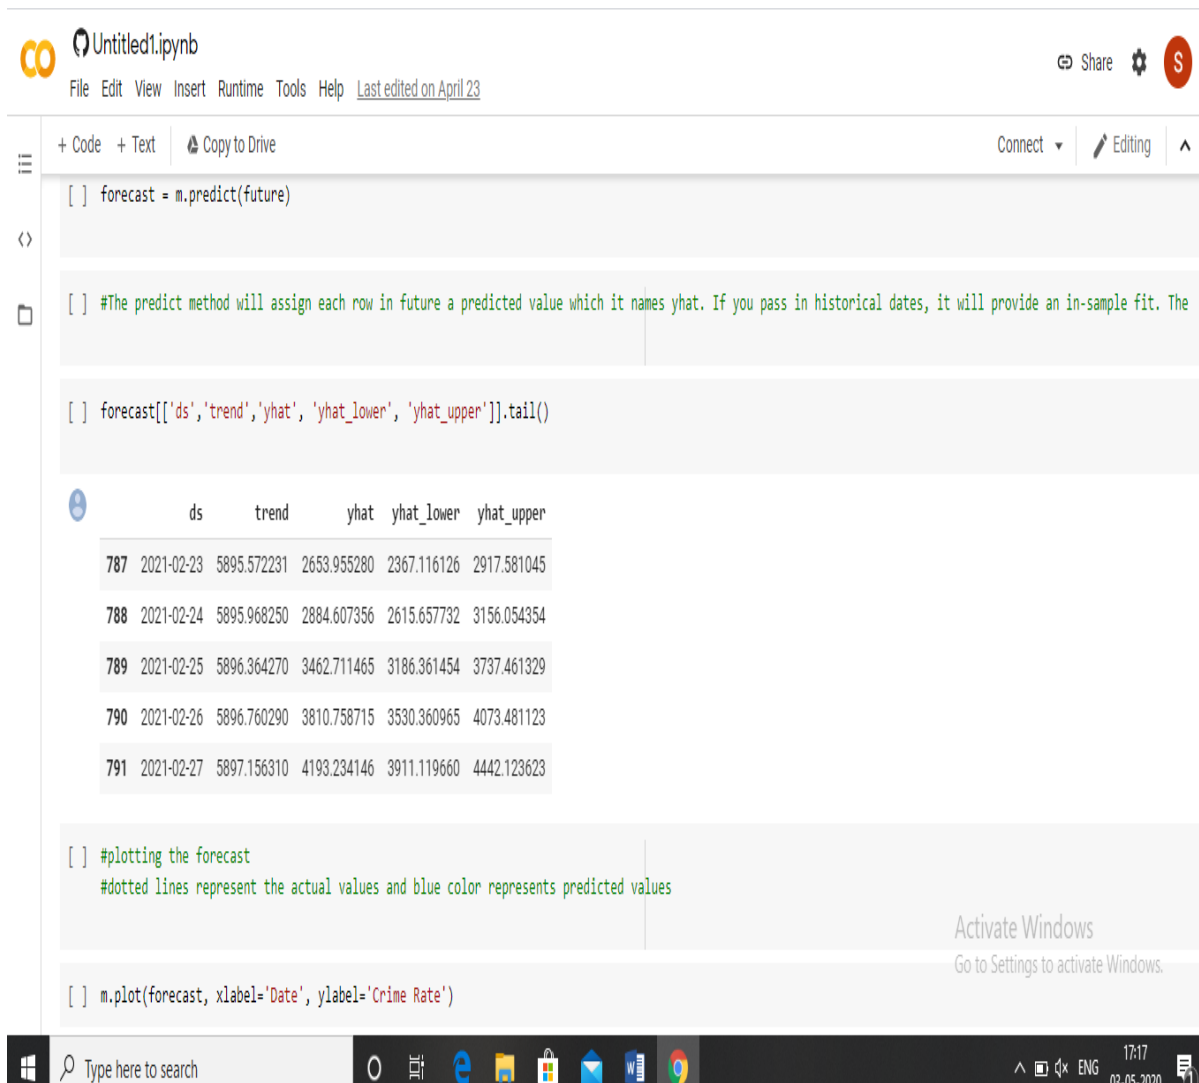 Untitled1.ipynb
File Edit View Insert Runtime Tools Help Last edited on April 23
Share
S
+ Code + Text Copy to Drive
Connect Editing
[ ] forecast = m.predict(future)
[ ] #The predict method will assign each row in future a predicted value which it names yhat. If you pass in historical dates, it will provide an in-sample fit. The
[ ] forecast[['ds','trend','yhat', 'yhat_lower', 'yhat_upper']].tail()
ds trend yhat yhat_lower yhat_upper
787 2021-02-23 5895.572231 2653.955280 2367.116126 2917.581045
788 2021-02-24 5895.968250 2884.607356 2615.657732 3156.054354
789 2021-02-25 5896.364270 3462.711465 3186.361454 3737.461329
790 2021-02-26 5896.760290 3810.758715 3530.360965 4073.481123
791 2021-02-27 5897.156310 4193.234146 3911.119660 4442.123623
[ ] #plotting the forecast
#dotted lines represent the actual values and blue color represents predicted values
Activate Windows
Go to Settings to activate Windows.
[ ] m.plot(forecast, xlabel='Date', ylabel='Crime Rate')
Type here to search
ENG
17:17
03-05-2020